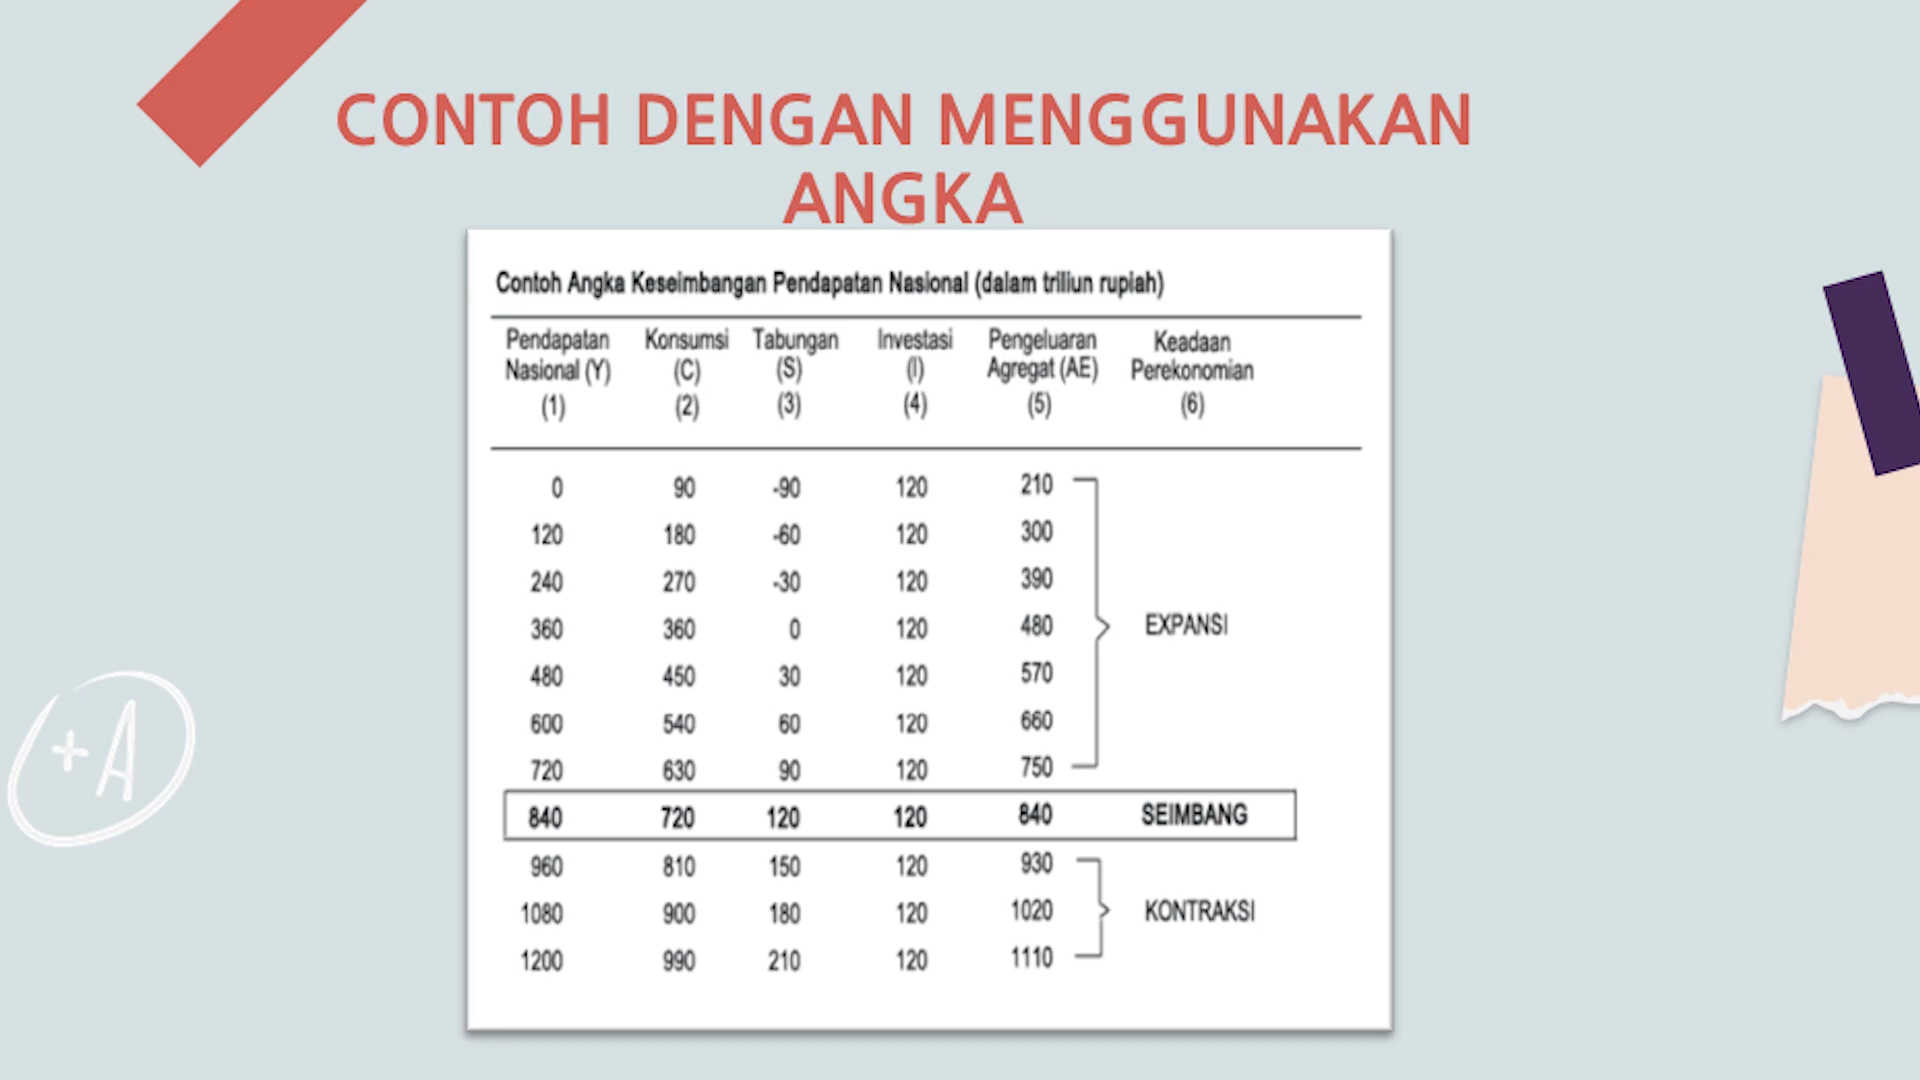 CONTOH DENGAN MENGGUNAKAN
ANGKA
Contoh Angka Keseimbangan Pendapatan Nasional (dalam triliun rupiah)
Pendapatan Konsumsi Tabungan Investasi Pengeluaran Keadaan
Nasional (Y) (C) (S) (I) Agregat (AE) Perekonomian
(1) (2) (3) (4) (5) (6)
0 90 -90 120 210
120 180 -60 120 300
240 270 -30 120 390
360 360 0 120 480 EXPANSI
480 450 30 120 570
600 540 60 120 660
720 630 90 120 750
840 720 120 120 840 SEIMBANG
960 810 150 120 930
1080 900 180 120 1020 KONTRAKSI
1200 990 210 120 1110
+A